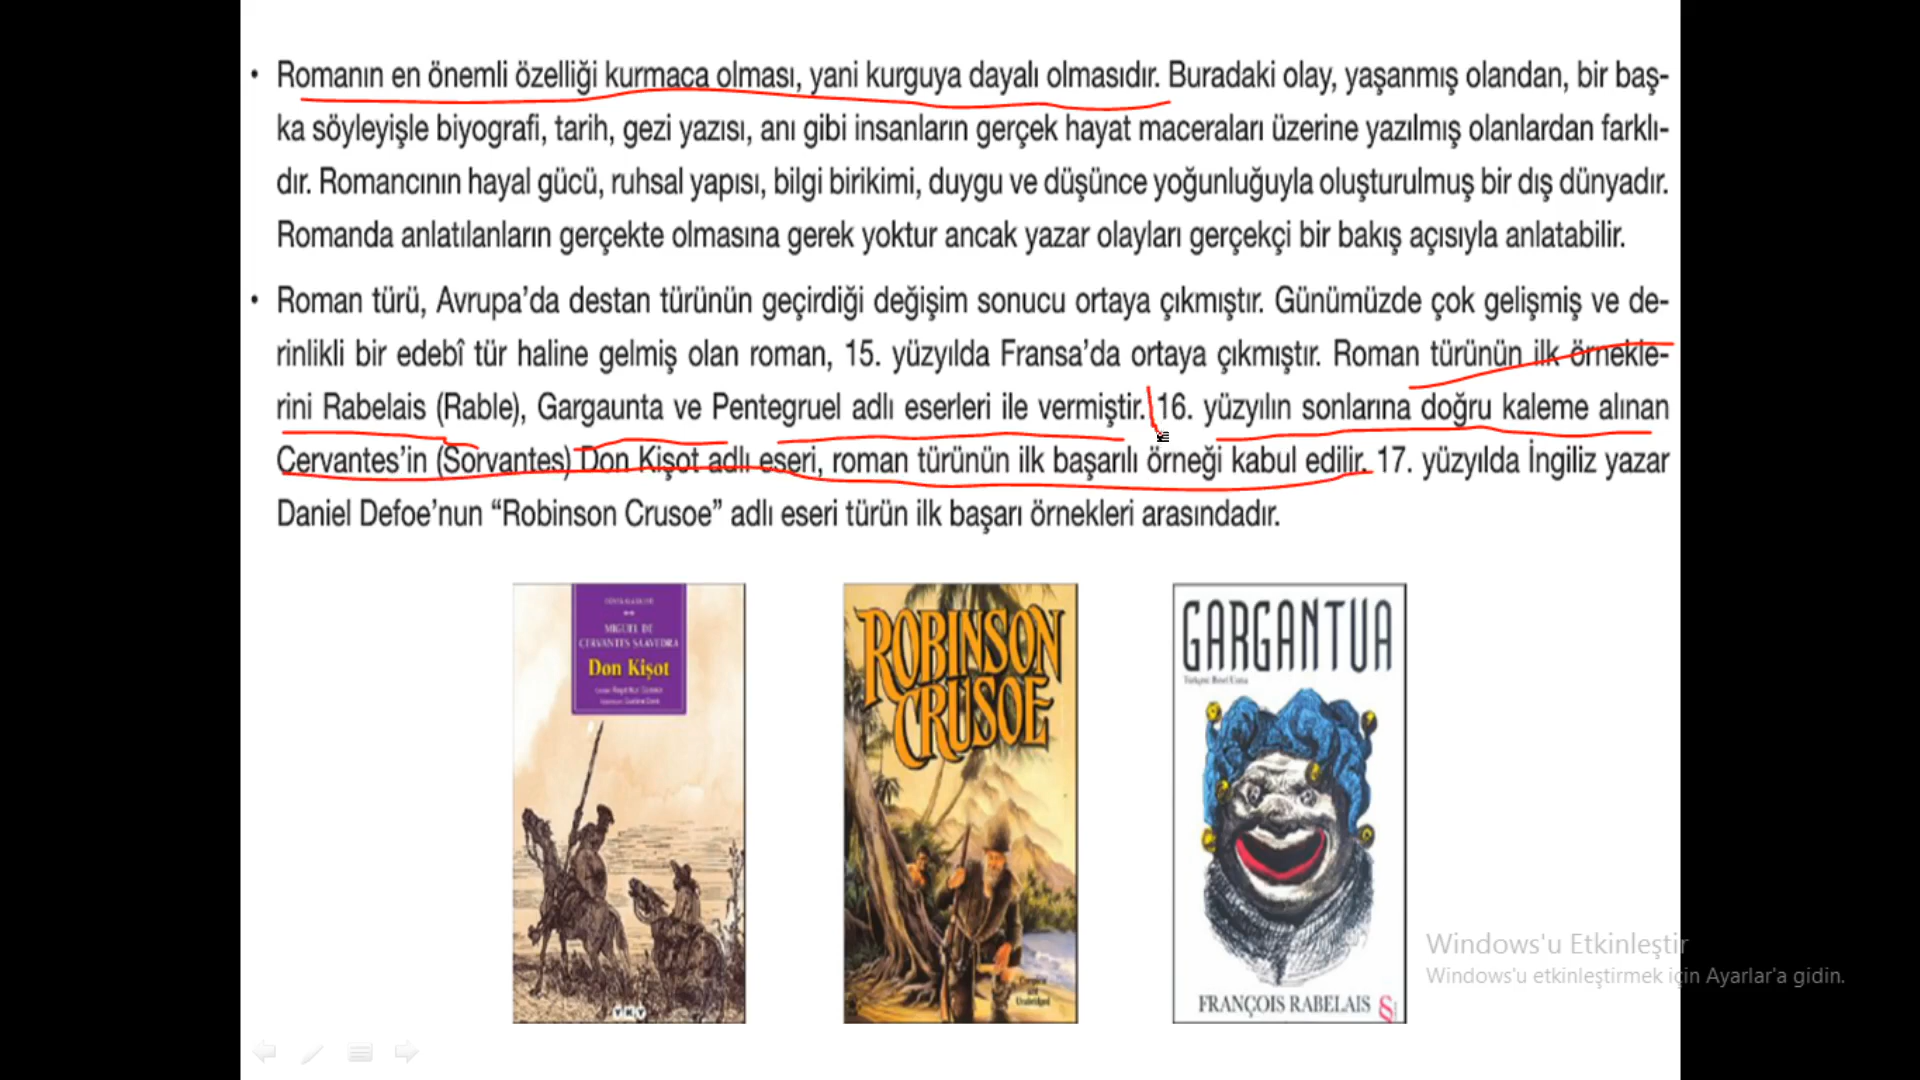 • Romanın en önemli özelliği kurmaca olması, yani kurguya dayalı olmasıdır. Buradaki olay, yaşanmış olandan, bir baş-
ka söyleyişle biyografi, tarih, gezi yazısı, anı gibi insanların gerçek hayat maceraları üzerine yazılmış olanlardan farklı-
dır. Romancının hayal gücü, ruhsal yapısı, bilgi birikimi, duygu ve düşünce yoğunluğuyla oluşturulmuş bir dış dünyadır.
Romanda anlatılanların gerçekte olmasına gerek yoktur ancak yazar olayları gerçekçi bir bakış açısıyla anlatabilir.
• Roman türü, Avrupa’da destan türünün geçirdiği değişim sonucu ortaya çıkmıştır. Günümüzde çok gelişmiş ve de-
rinlikli bir edebî tür haline gelmiş olan roman, 15. yüzyılda Fransa’da ortaya çıkmıştır. Roman türünün ilk örnekle-
rini Rabelais (Rable), Gargaunta ve Pentegruel adlı eserleri ile vermiştir. 16. yüzyılın sonlarına doğru kaleme alınan
Cervantes’in (Sorvantes) Don Kişot adlı eseri, roman türünün ilk başarılı örneği kabul edilir. 17. yüzyılda İngiliz yazar
Daniel Defoe’nun “Robinson Crusoe” adlı eseri türün ilk başarı örnekleri arasındadır.
MIGUEL DE
CERVANTES SAAVEDRA
Don Kişot
YKY
ROBINSON
CRUSOE
Complete
and
Unabridged
GARGANTUA
FRANÇOIS RABELAIS
Windows'u Etkinleştir
Windows'u etkinleştirmek için Ayarlar'a gidin.